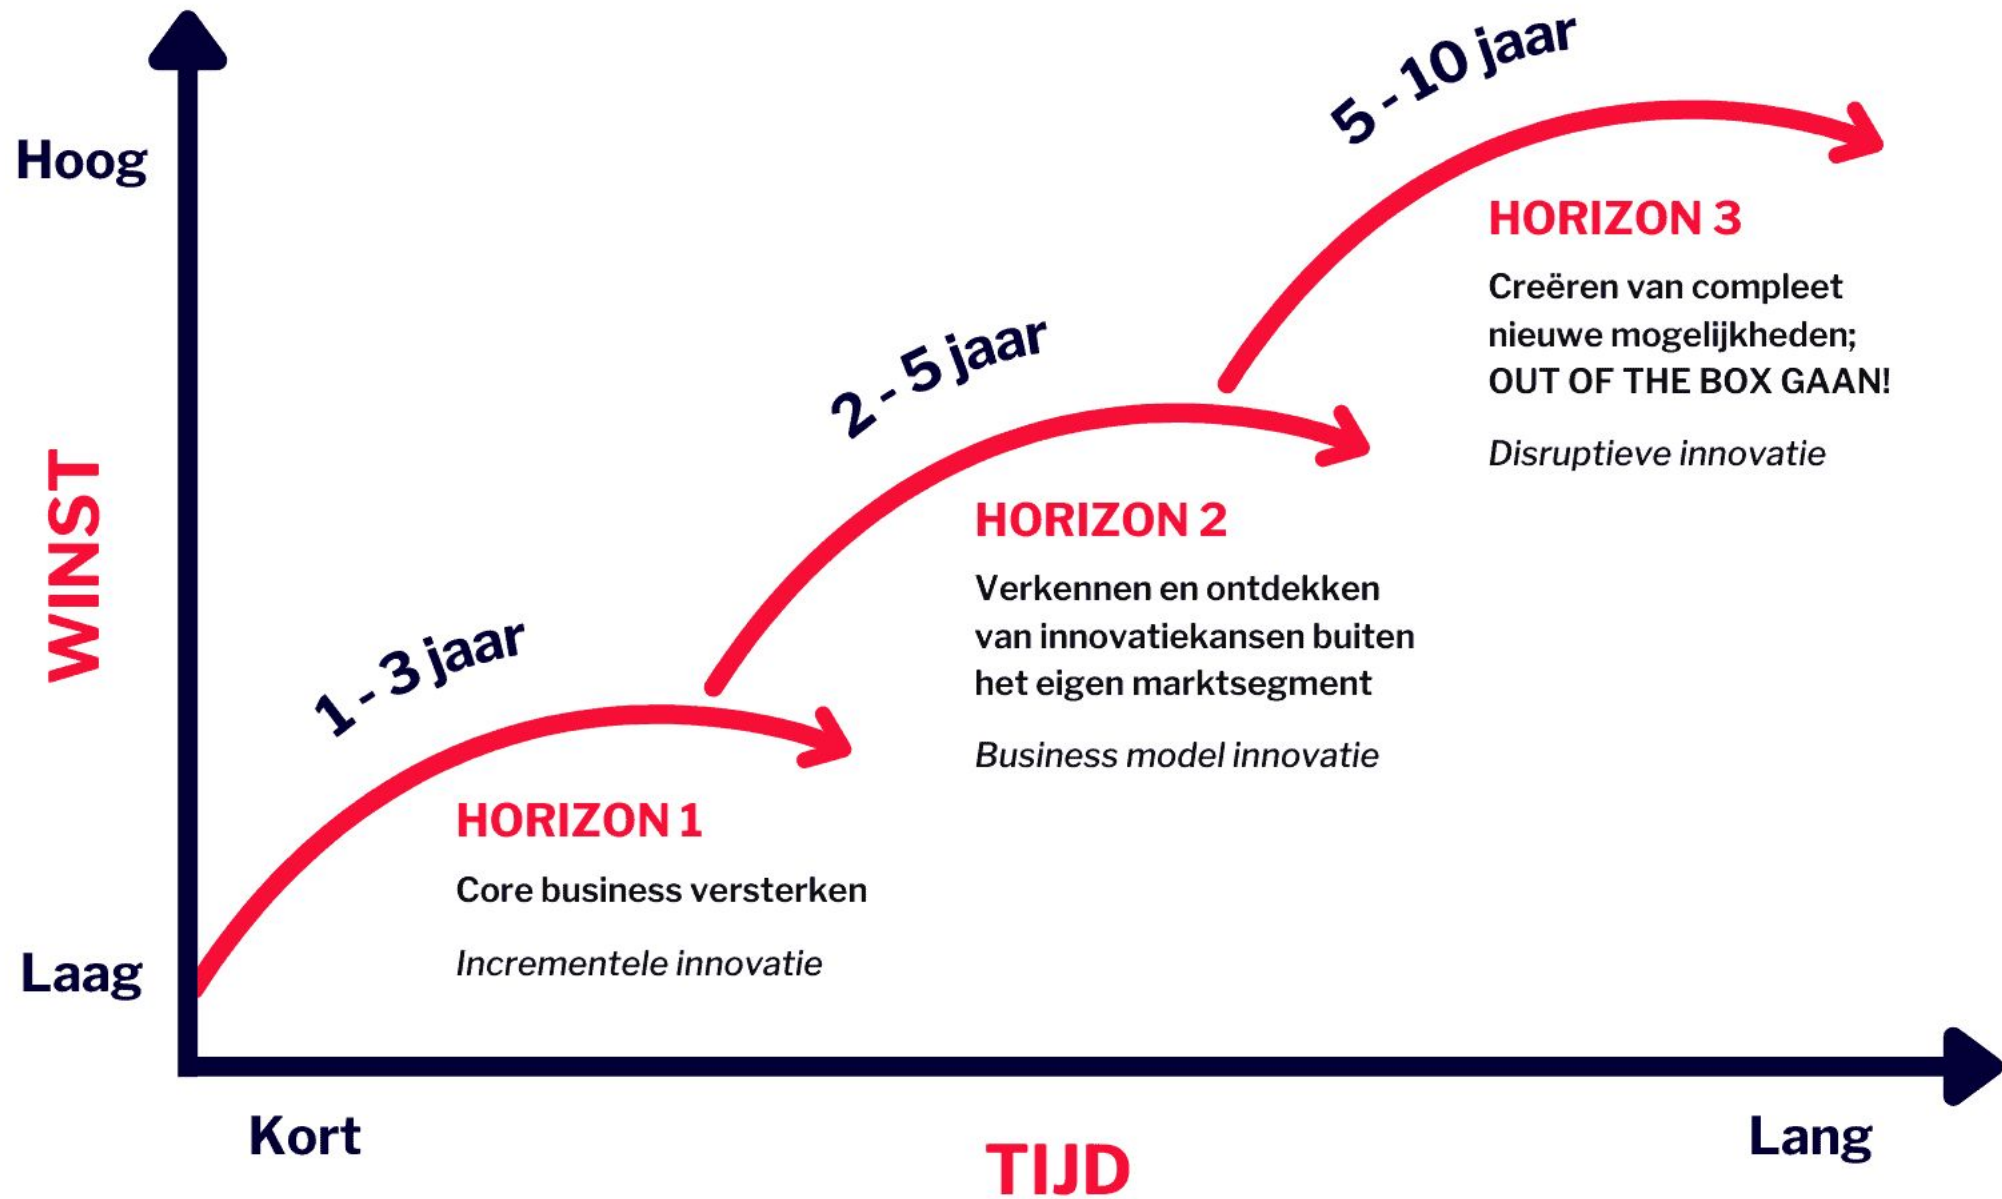 5 - 10 jaar
Hoog
HORIZON 3
Creëren van compleet
nieuwe mogelijkheden;
OUT OF THE BOX GAAN!
Disruptieve innovatie
2 - 5 jaar
HORIZON 2
Verkennen en ontdekken
van innovatiekansen buiten
het eigen marktsegment
Business model innovatie
WINST
1 - 3 jaar
HORIZON 1
Core business versterken
Incrementele innovatie
Laag
Kort
TIJD
Lang